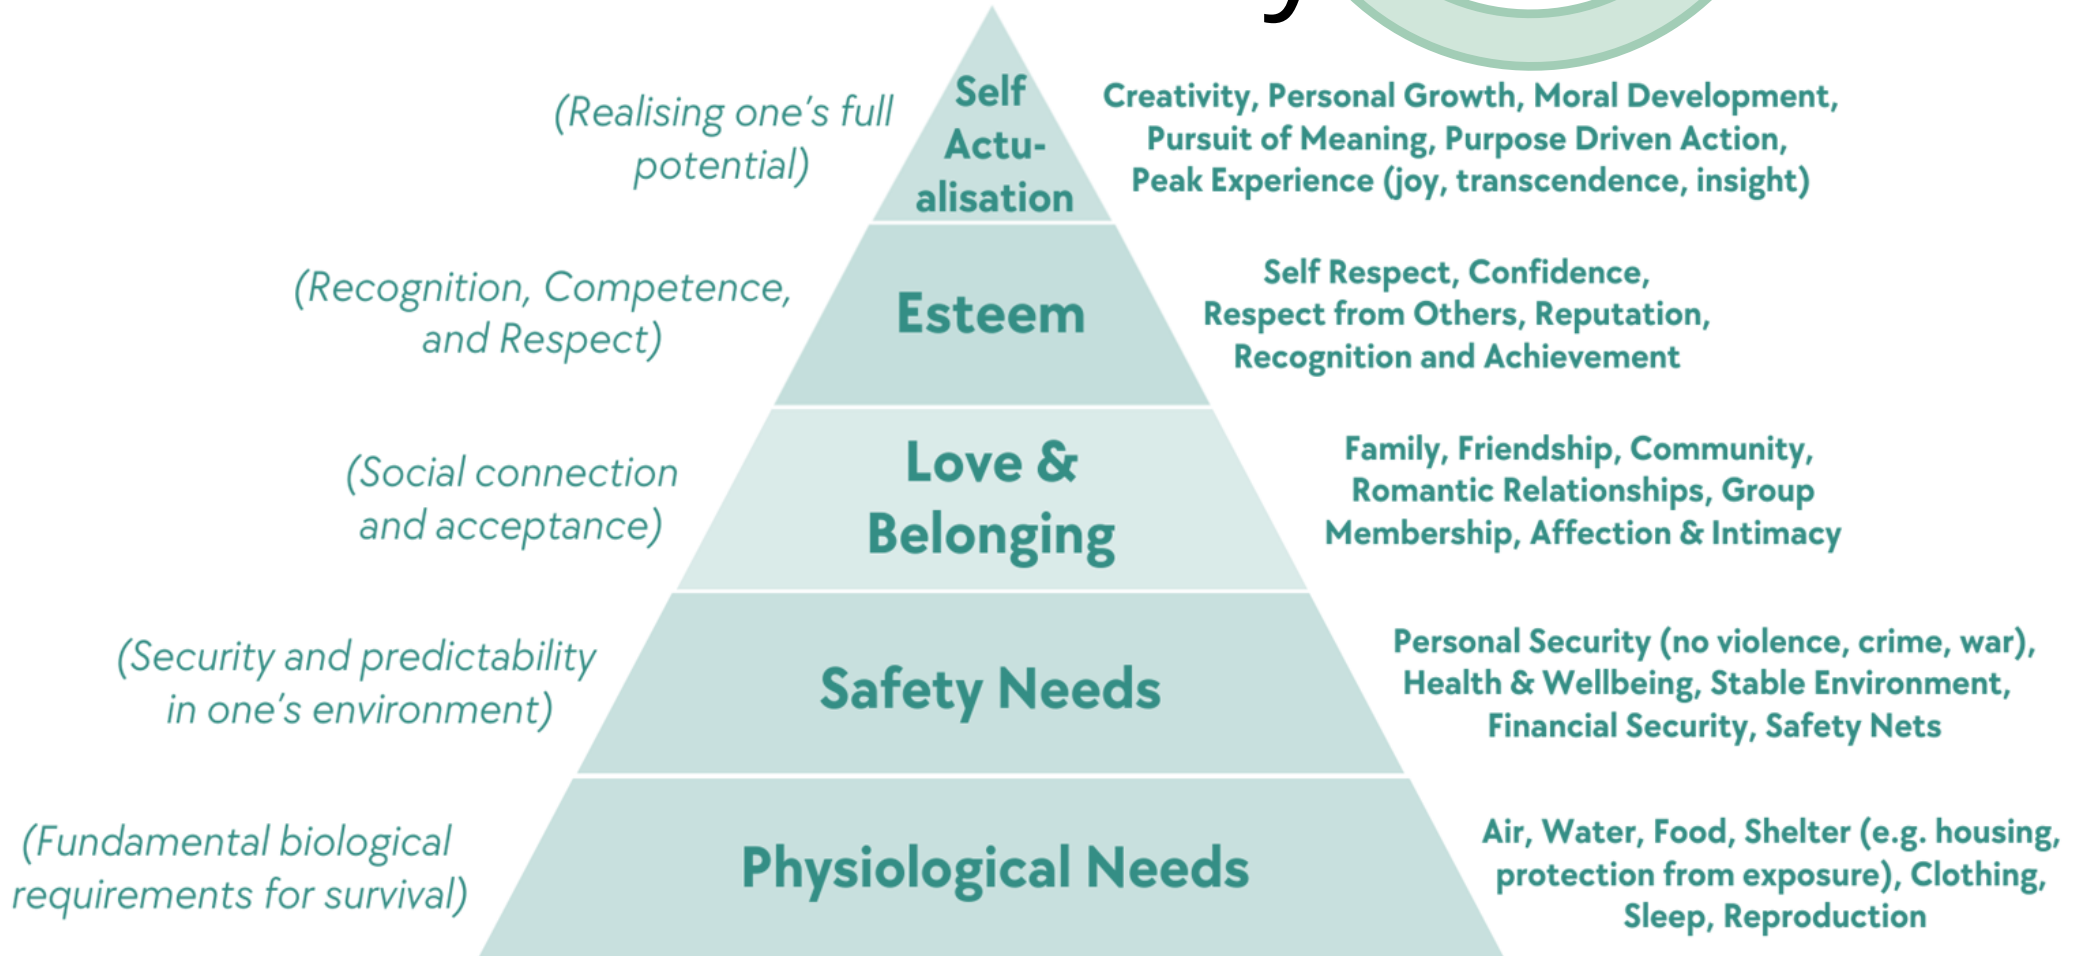 y
(Realising one's full
potential)
Self
Actu-
alisation
Creativity, Personal Growth, Moral Development,
Pursuit of Meaning, Purpose Driven Action,
Peak Experience (joy, transcendence, insight)
(Recognition, Competence,
and Respect)
Esteem
Self Respect, Confidence,
Respect from Others, Reputation,
Recognition and Achievement
(Social connection
and acceptance)
Love &
Belonging
Family, Friendship, Community,
Romantic Relationships, Group
Membership, Affection & Intimacy
(Security and predictability
in one's environment)
Safety Needs
Personal Security (no violence, crime, war),
Health & Wellbeing, Stable Environment,
Financial Security, Safety Nets
(Fundamental biological
requirements for survival)
Physiological Needs
Air, Water, Food, Shelter (e.g. housing,
protection from exposure), Clothing,
Sleep, Reproduction